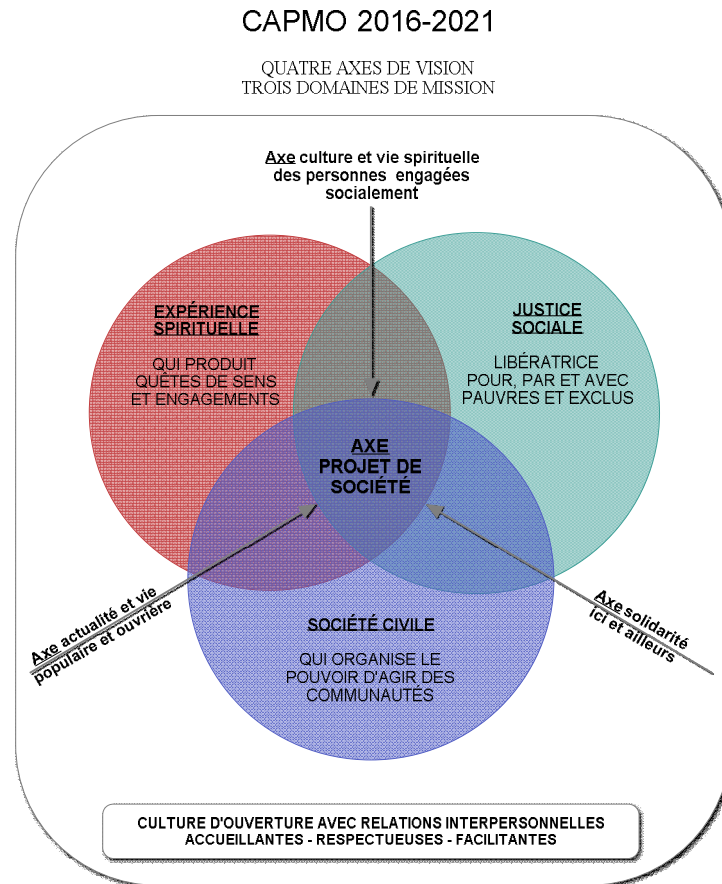 CAPMO 2016-2021
QUATRE AXES DE VISION
TROIS DOMAINES DE MISSION
Axe culture et vie spirituelle
des personnes engagées
socialement
EXPÉRIENCE
SPIRITUELLE
QUI PRODUIT
QUÊTES DE SENS
ET ENGAGEMENTS
JUSTICE
SOCIALE
LIBÉRATRICE
POUR, PAR ET AVEC
PAUVRES ET EXCLUS
AXE
PROJET DE
SOCIÉTÉ
Axe actualité et vie
populaire et ouvrière
Axe solidarité
ici et ailleurs
SOCIÉTÉ CIVILE
QUI ORGANISE LE
POUVOIR D'AGIR DES
COMMUNAUTÉS
CULTURE D'OUVERTURE AVEC RELATIONS INTERPERSONNELLES
ACCUEILLANTES - RESPECTUEUSES - FACILITANTES